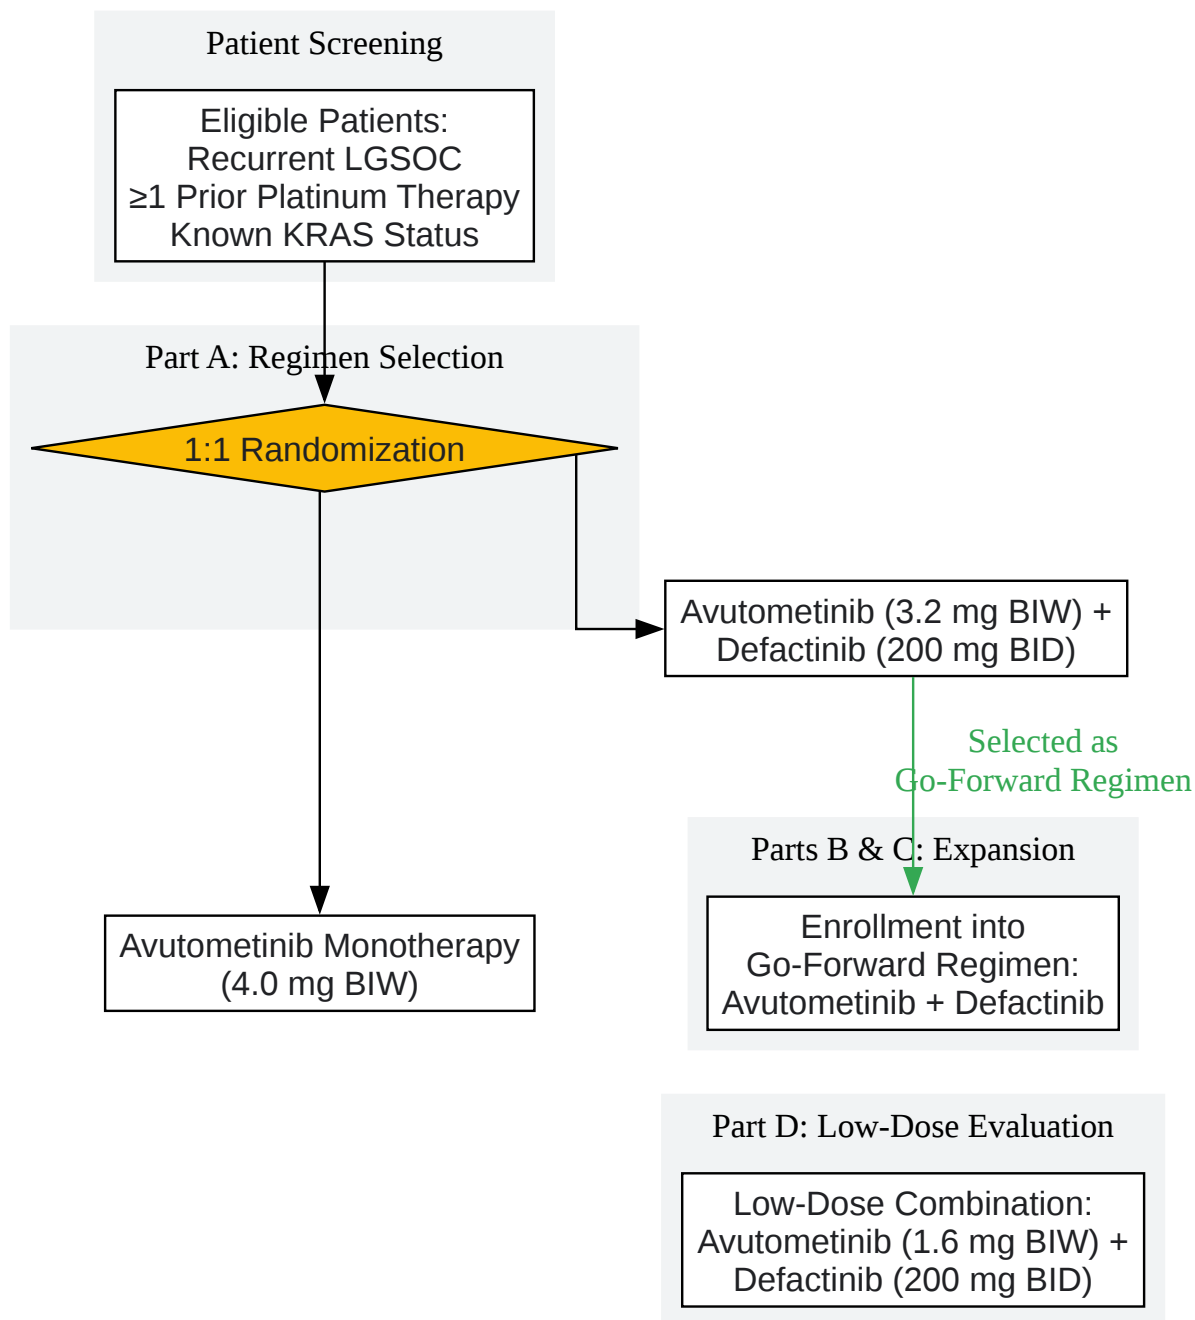 Patient Screening
Eligible Patients:
Recurrent LGSOC
≥1 Prior Platinum Therapy
Known KRAS Status
Part A: Regimen Selection
1:1 Randomization
Avutometinib (3.2 mg BIW) +
Defactinib (200 mg BID)
Selected as
Go-Forward Regimen
Parts B & C: Expansion
Enrollment into
Go-Forward Regimen:
Avutometinib + Defactinib
Avutometinib Monotherapy
(4.0 mg BIW)
Part D: Low-Dose Evaluation
Low-Dose Combination:
Avutometinib (1.6 mg BIW) +
Defactinib (200 mg BID)